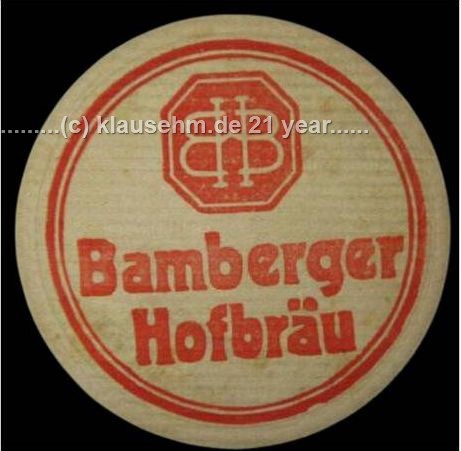 .........(c) klausehm.de 21 year......
Bamberger
Hofbräu